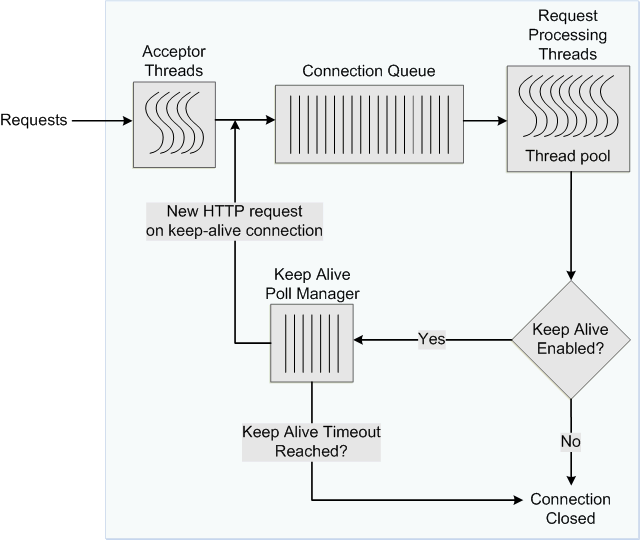 Request
Processing
Threads
Acceptor
Threads
Connection Queue
Requests
Thread pool
New HTTP request
on keep-alive connection
Keep Alive
Poll Manager
Yes
Keep Alive
Enabled?
Keep Alive Timeout
Reached?
No
Connection
Closed